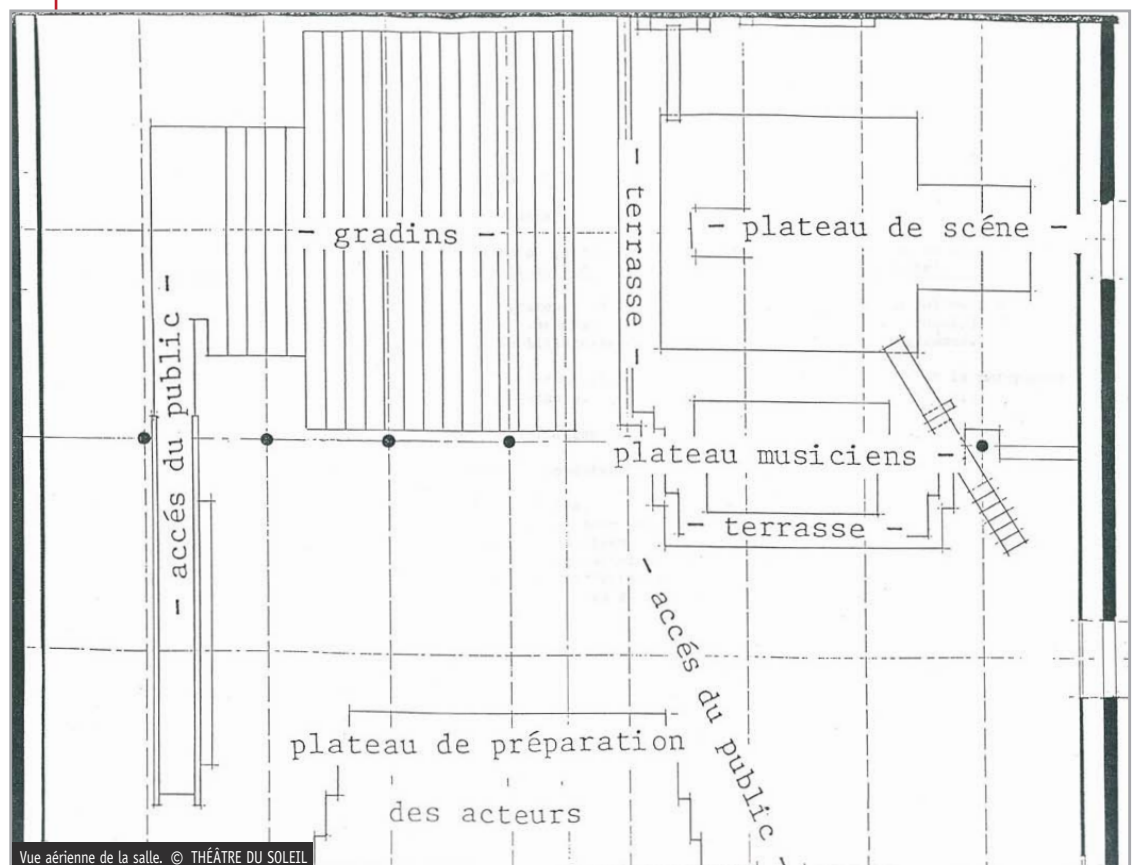 - gradins -
- terrasse -
- plateau de scéne -
- accés du public -
plateau musiciens -
- terrasse -
- accés du public -
plateau de préparation
des acteurs
Vue aérienne de la salle. © THÉÂTRE DU SOLEIL